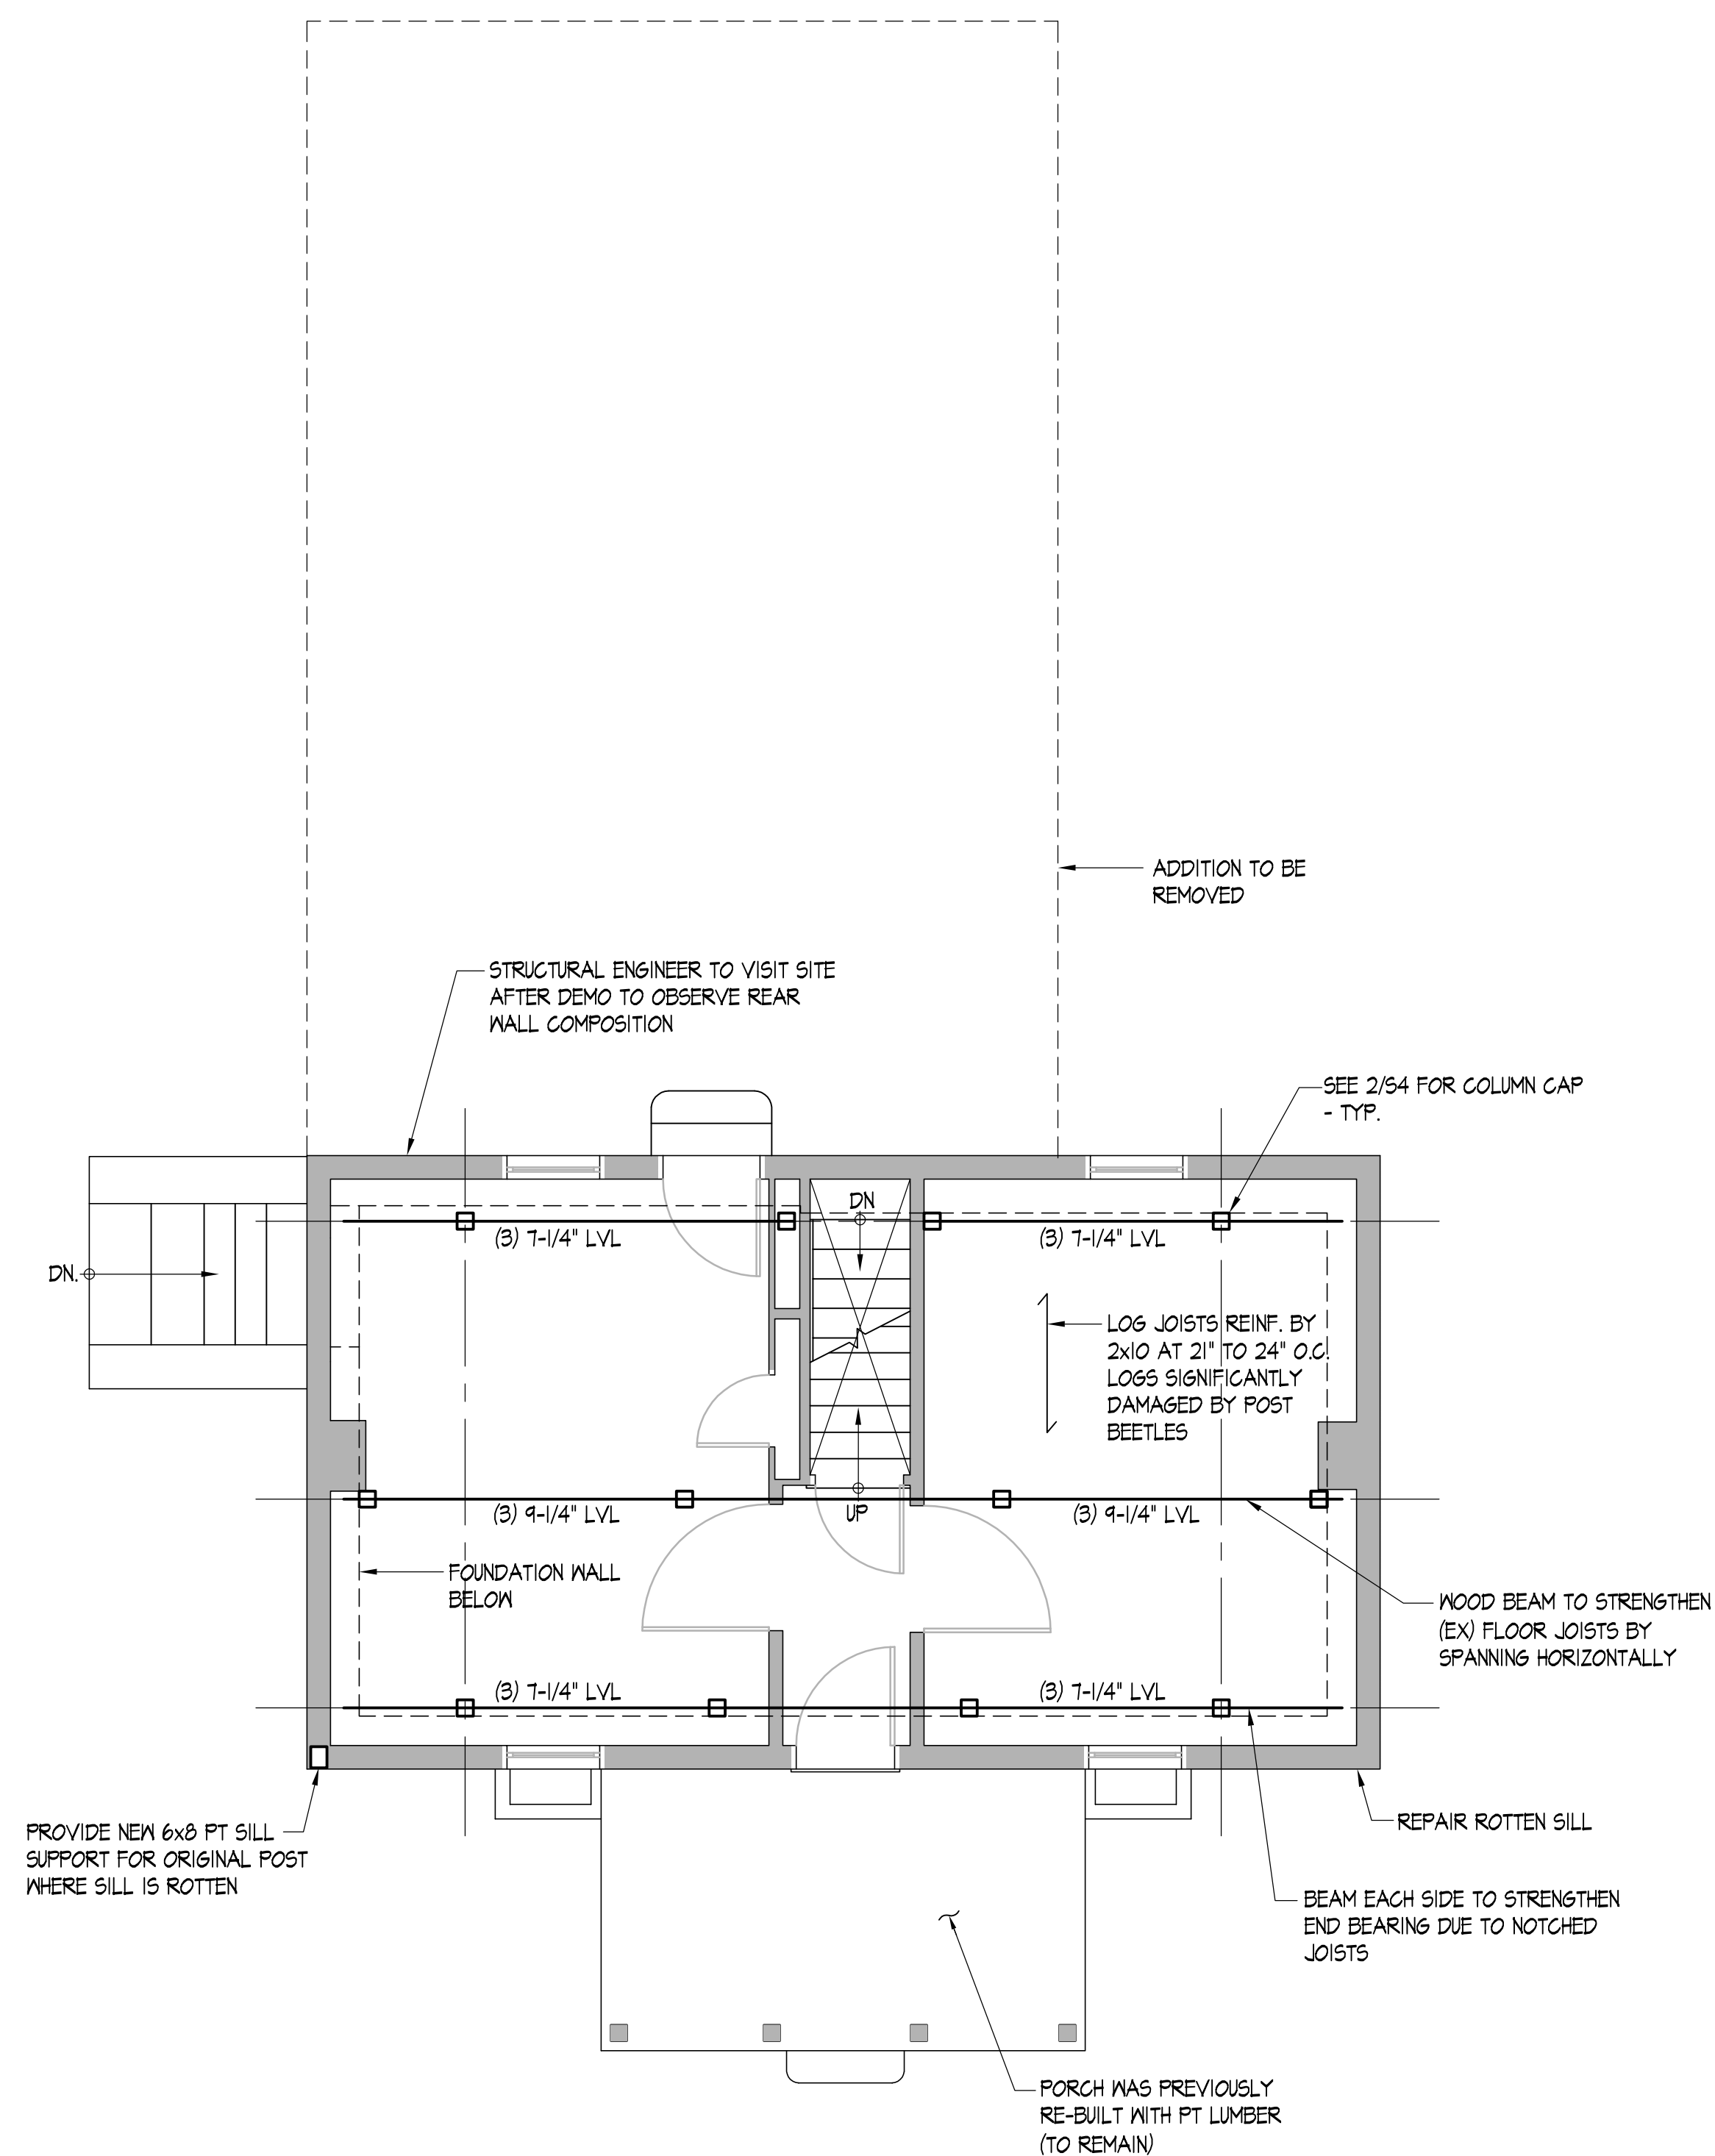 ADDITION TO BE
REMOVED
STRUCTURAL ENGINEER TO VISIT SITE
AFTER DEMO TO OBSERVE REAR
WALL COMPOSITION
SEE 2/S4 FOR COLUMN CAP
- TYP.
DN
(3) 7-1/4" LVL
(3) 7-1/4" LVL
DN.
LOG JOISTS REINF. BY
2x10 AT 21" TO 24" O.C.
LOGS SIGNIFICANTLY
DAMAGED BY POST
BEETLES
(3) 9-1/4" LVL
UP
(3) 9-1/4" LVL
FOUNDATION WALL
BELOW
WOOD BEAM TO STRENGTHEN
(EX) FLOOR JOISTS BY
SPANNING HORIZONTALLY
(3) 7-1/4" LVL
(3) 7-1/4" LVL
PROVIDE NEW 6x8 PT SILL
SUPPORT FOR ORIGINAL POST
WHERE SILL IS ROTTEN
REPAIR ROTTEN SILL
BEAM EACH SIDE TO STRENGTHEN
END BEARING DUE TO NOTCHED
JOISTS
PORCH WAS PREVIOUSLY
RE-BUILT WITH PT LUMBER
(TO REMAIN)